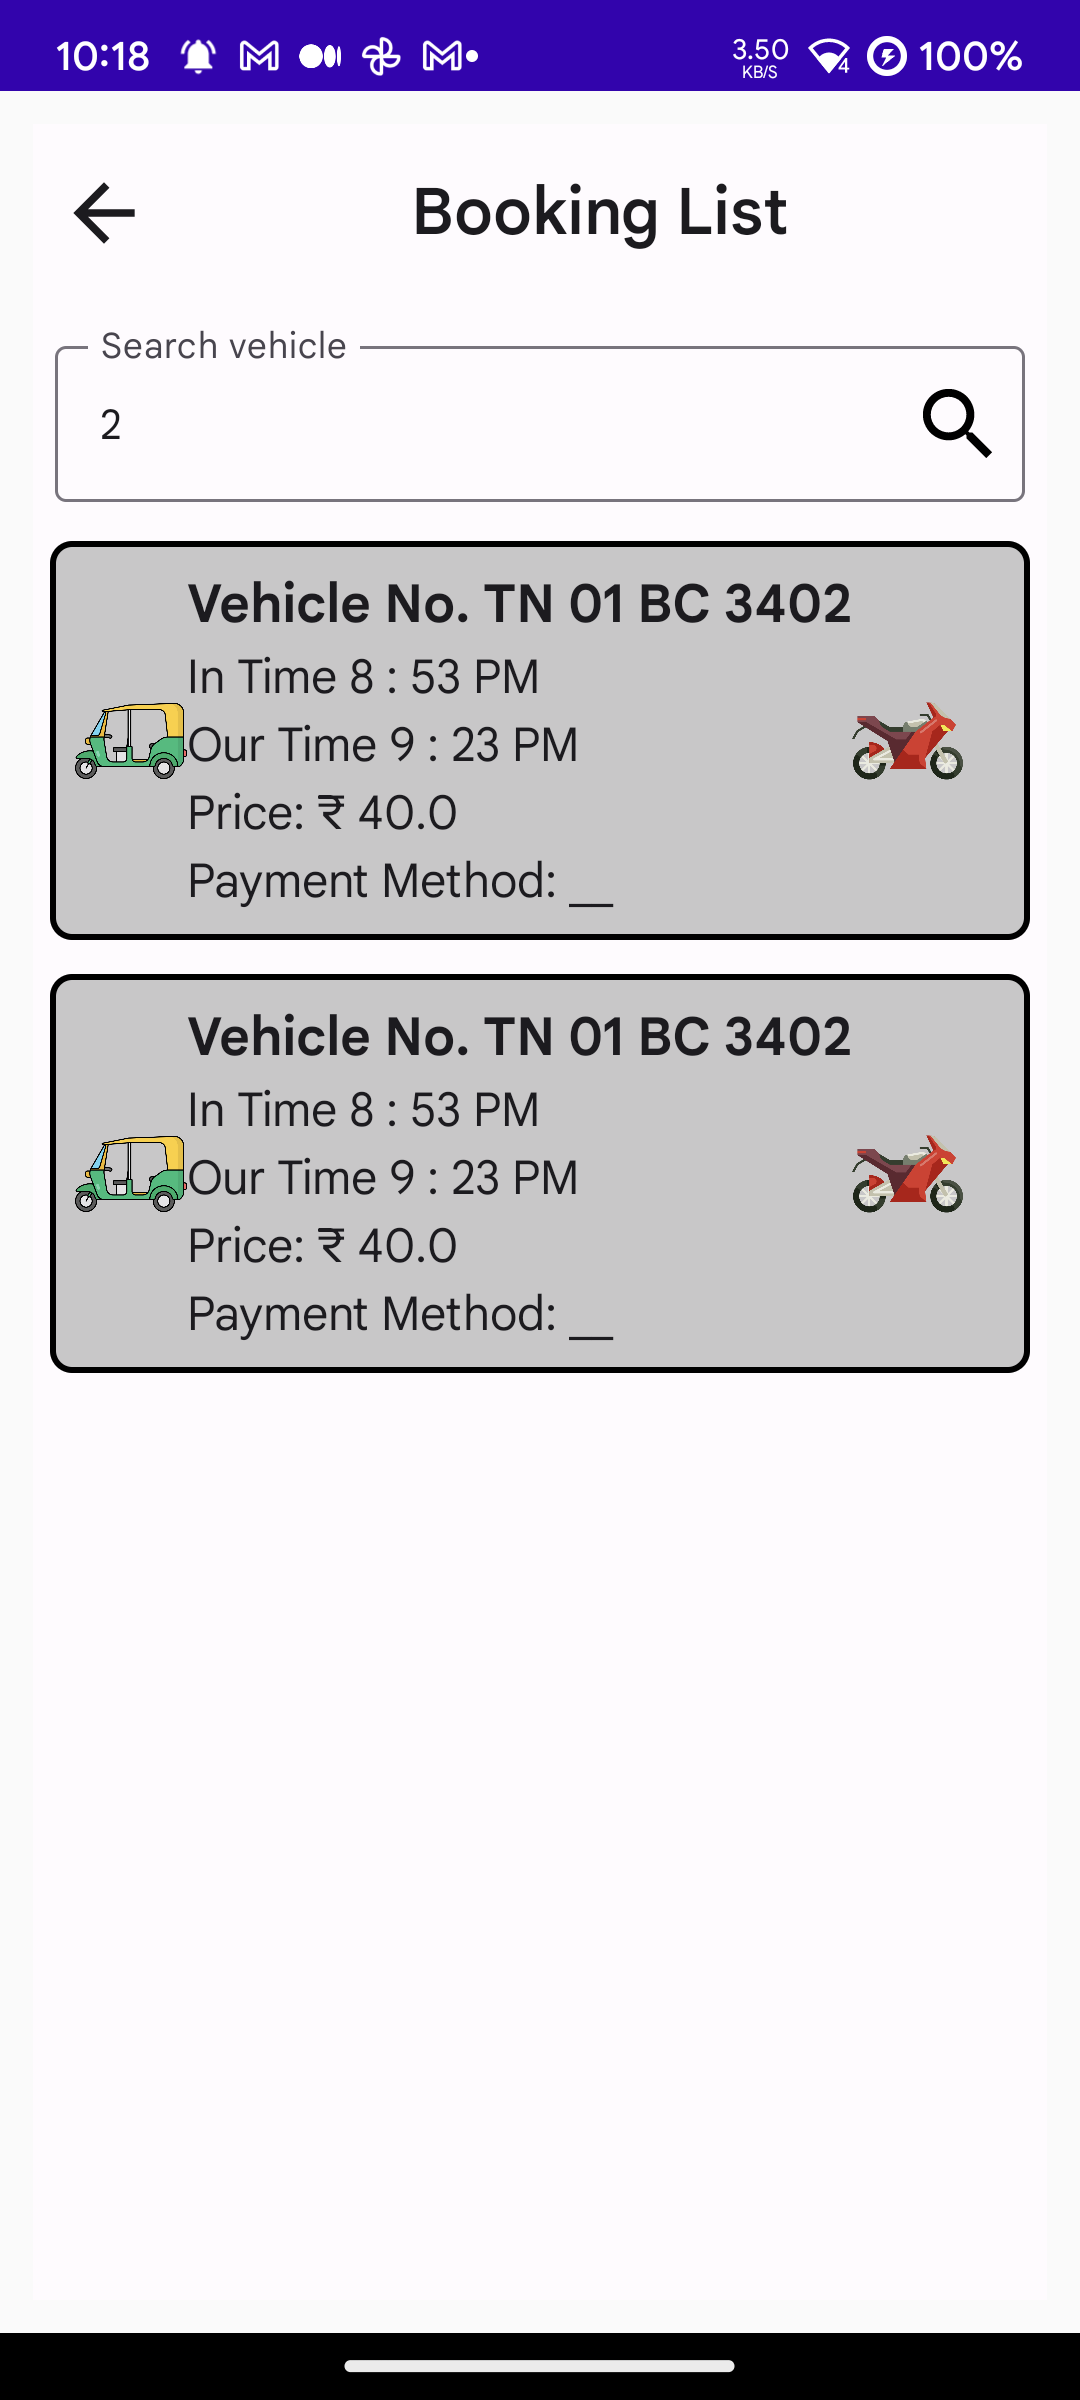 10:18 3.50 KB/S 4 100%
Booking List
Search vehicle
2
Vehicle No. TN 01 BC 3402
In Time 8 : 53 PM
Our Time 9 : 23 PM
Price: ₹ 40.0
Payment Method: __
Vehicle No. TN 01 BC 3402
In Time 8 : 53 PM
Our Time 9 : 23 PM
Price: ₹ 40.0
Payment Method: __